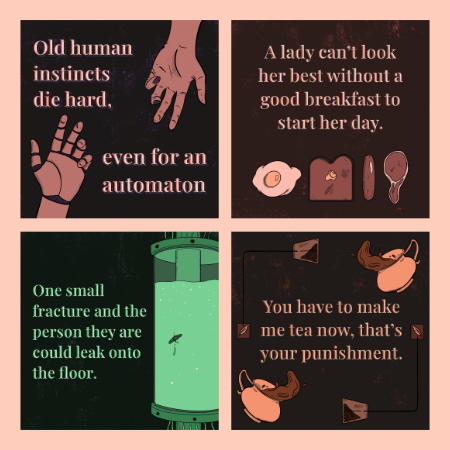 Old human
instincts
die hard,
even for an
automaton
A lady can't look
her best without a
good breakfast to
start her day.
One small
fracture and the
person they are
could leak onto
the floor.
You have to make
me tea now, that's
your punishment.